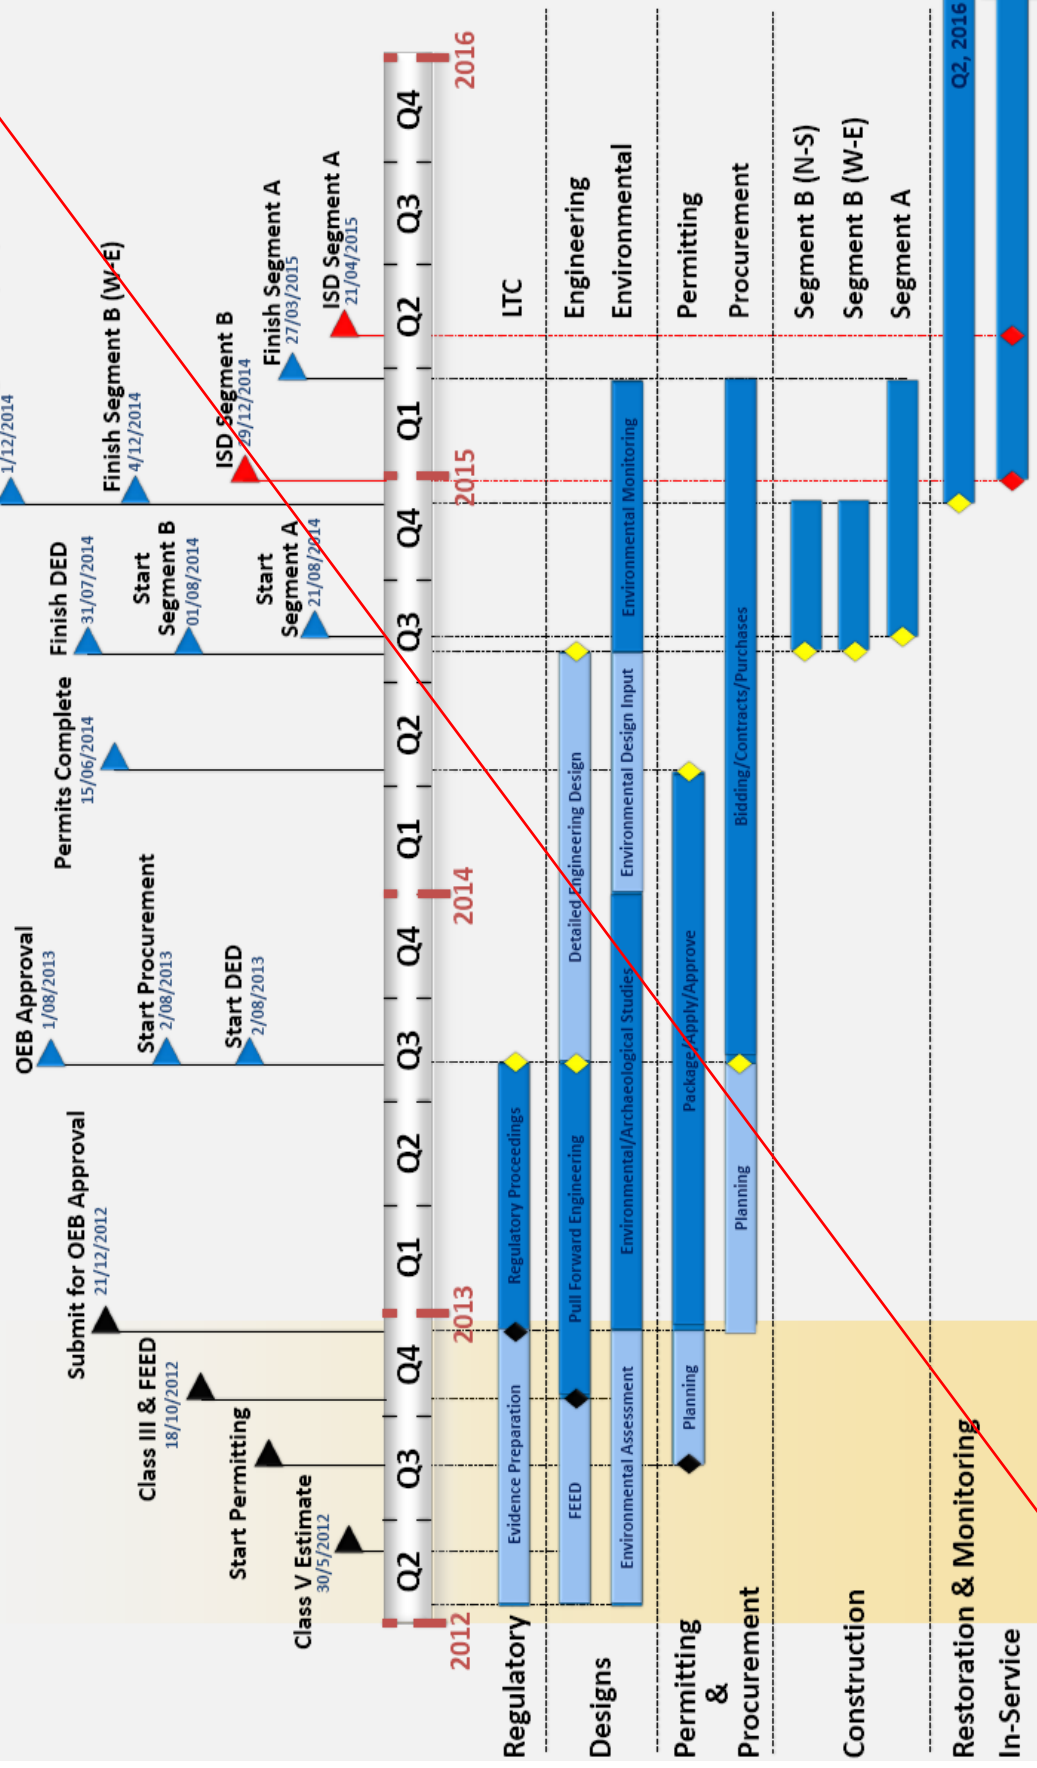 1/12/2014
Finish Segment B (W-E)
4/12/2014
ISD Segment B
29/12/2014
Finish Segment A
27/03/2015
ISD Segment A
21/04/2015
Finish DED
31/07/2014
Start
Segment B
01/08/2014
Start
Segment A
21/08/2014
Permits Complete
15/06/2014
OEB Approval
1/08/2013
Start Procurement
2/08/2013
Start DED
2/08/2013
Submit for OEB Approval
21/12/2012
Class III & FEED
18/10/2012
Start Permitting
Class V Estimate
30/5/2012
Q2 Q3 Q4 Q1 Q2 Q3 Q4 Q1 Q2 Q3 Q4 Q1 Q2 Q3 Q4
2012 2013 2014 2015 2016
Regulatory
Evidence Preparation
Regulatory Proceedings
LTC
Designs
FEED
Pull Forward Engineering
Detailed Engineering Design
Engineering
Environmental Assessment
Environmental/Archaeological Studies
Environmental Design Input
Environmental Monitoring
Environmental
Permitting
&
Procurement
Planning
Package/Apply/Approve
Permitting
Planning
Bidding/Contracts/Purchases
Procurement
Construction
Segment B (N-S)
Segment B (W-E)
Segment A
Restoration & Monitoring
Q2, 2016
In-Service